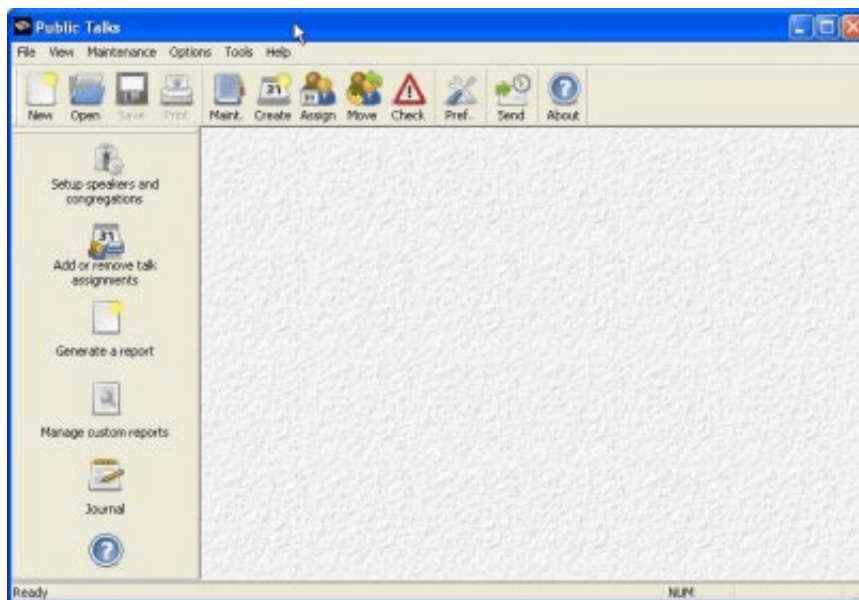 Public Talks
File View Maintenance Options Tools Help
New Open Save Print Maint. Create Assign Move Check Pref. Send About
Setup speakers and
congregations
Add or remove talk
assignments
Generate a report
Manage custom reports
Journal
Ready NUM